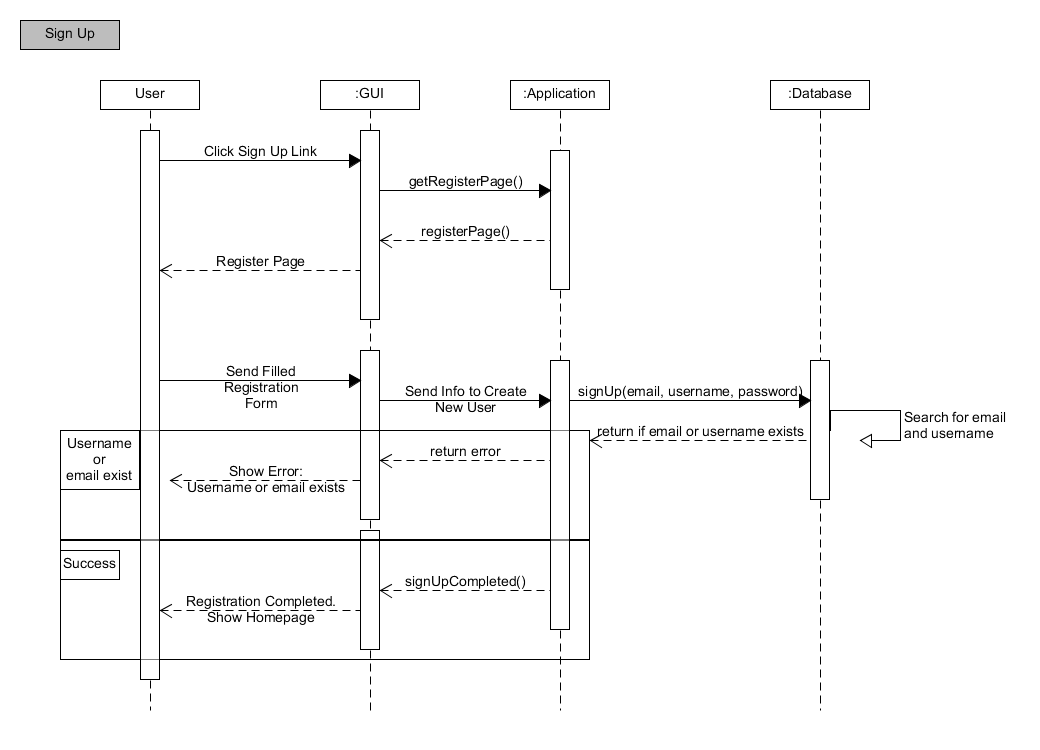 Sign Up
User
:GUI
:Application
:Database
Click Sign Up Link
getRegisterPage()
registerPage()
Register Page
Send Filled
Registration
Form
Send Info to Create
New User
signUp(email, username, password)
Search for email
and username
return if email or username exists
Username
or
email exist
return error
Show Error:
Username or email exists
Success
signUpCompleted()
Registration Completed.
Show Homepage